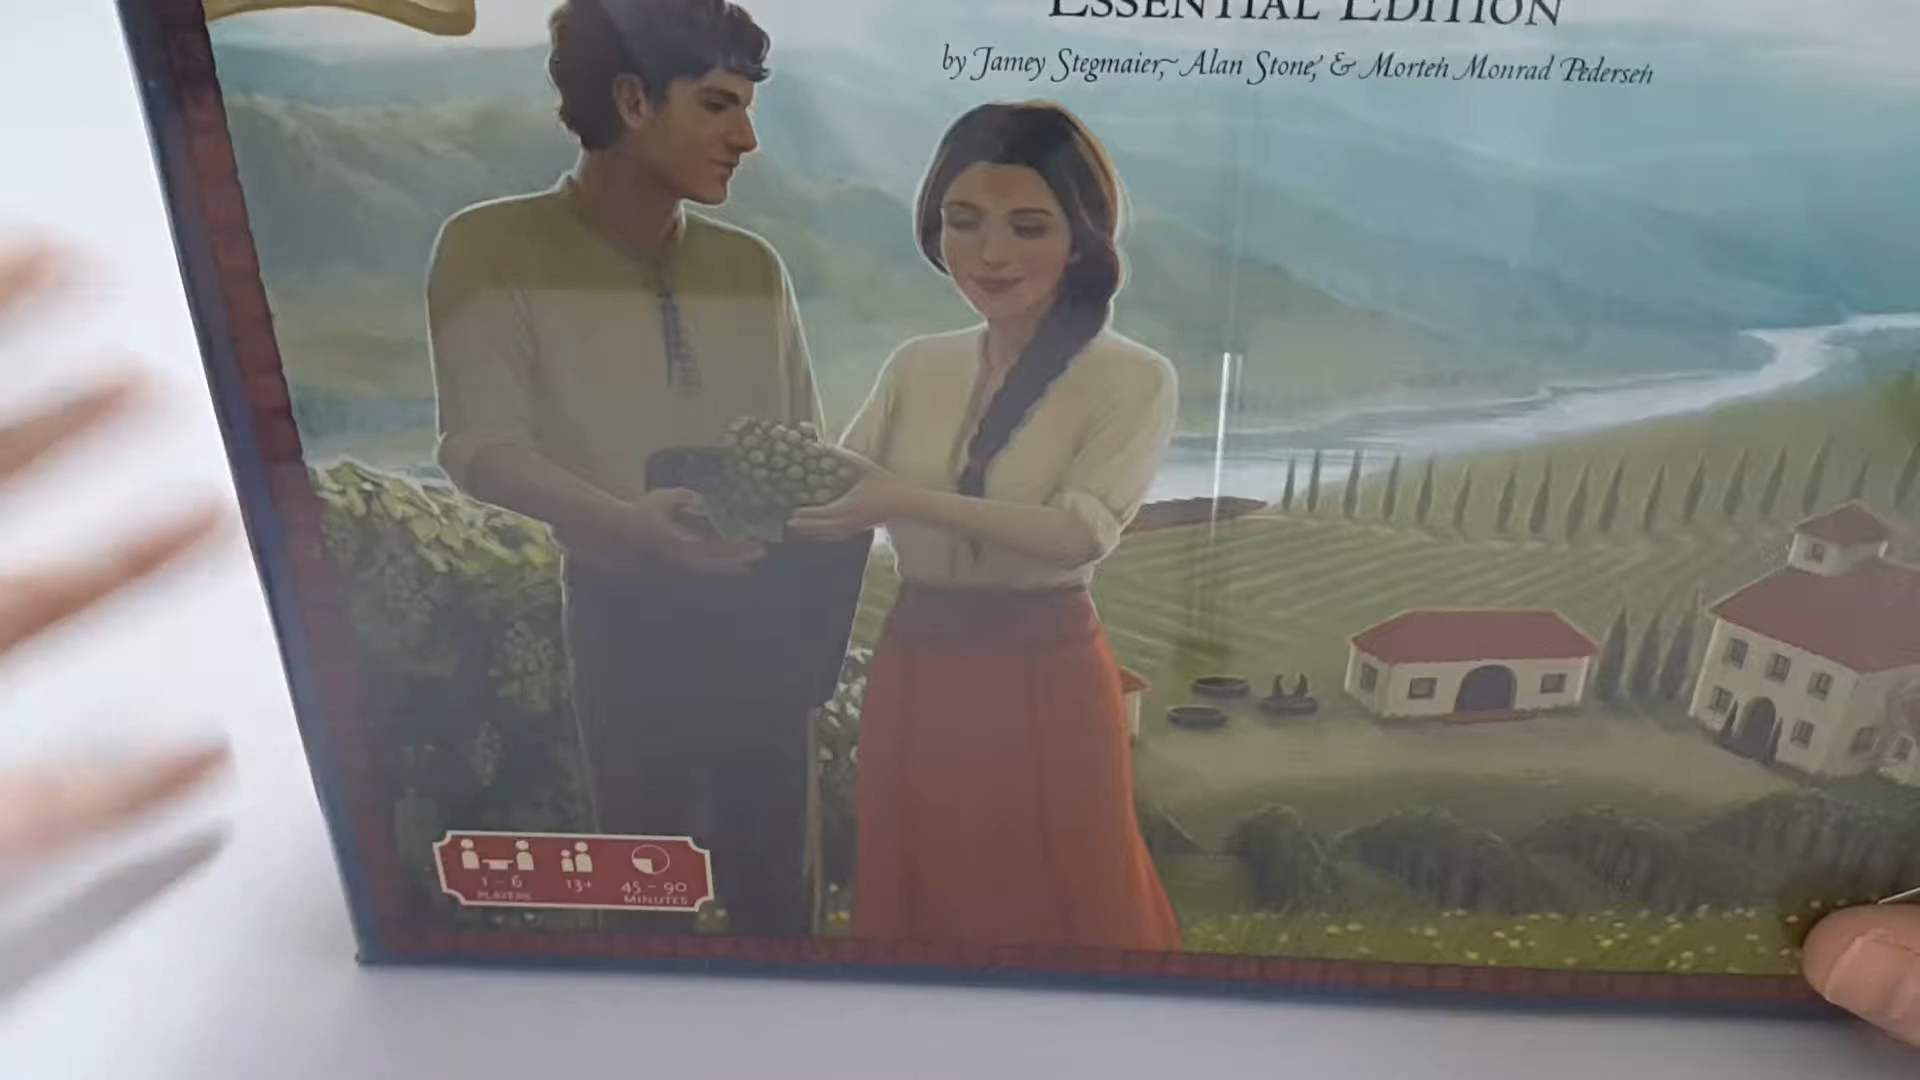 ESSENTIAL EDITION
by Jamey Stegmaier, Alan Stone, & Morten Monrad Pedersen
1 - 6
PLAYERS
13+
45 - 90
MINUTES